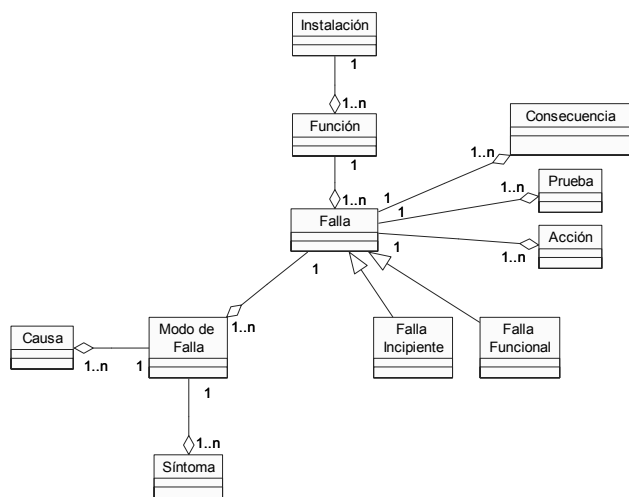 Instalación
1
1..n
Función
1
1..n
Falla
Consecuencia
1..n
1
Prueba
1..n
1
Acción
1..n
1
1
1..n
Modo de
Falla
1
Causa
1..n
1
1..n
Síntoma
Falla
Incipiente
Falla
Funcional